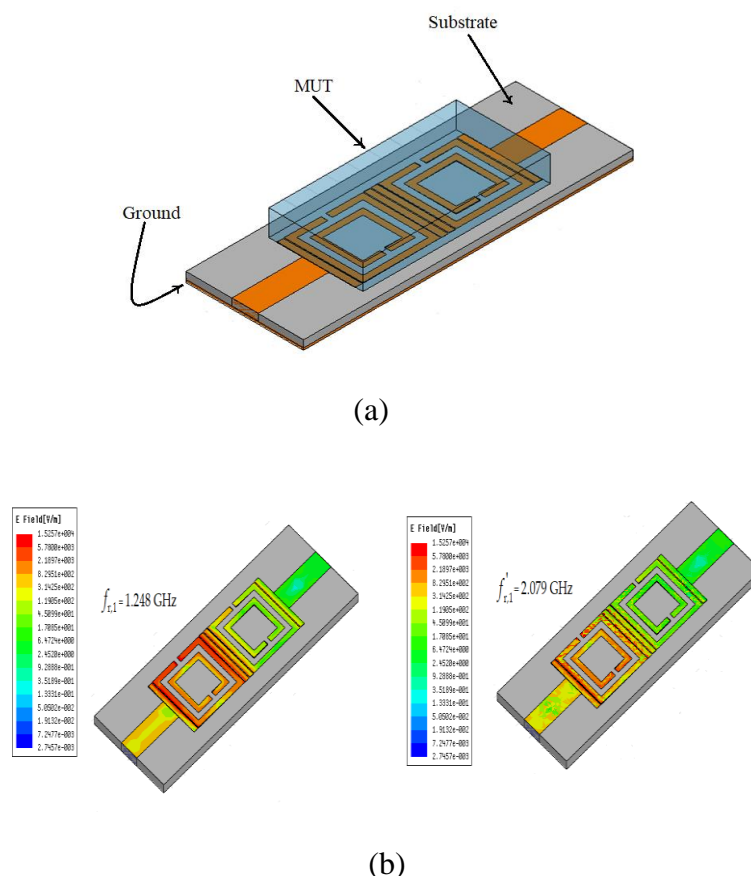 Substrate
MUT
Ground
(a)
E Field[V/m]
1.5257e+004
5.7800e+003
2.1897e+003
8.2951e+002
3.1425e+002
1.1905e+002
4.5099e+001
1.7085e+001
6.4724e+000
2.4520e+000
9.2888e-001
3.5189e-001
1.3331e-001
5.0502e-002
1.9132e-002
7.2477e-003
2.7457e-003
fr,1 = 1.248 GHz
E Field[V/m]
1.5257e+004
5.7800e+003
2.1897e+003
8.2951e+002
3.1425e+002
1.1905e+002
4.5099e+001
1.7085e+001
6.4724e+000
2.4520e+000
9.2888e-001
3.5189e-001
1.3331e-001
5.0502e-002
1.9132e-002
7.2477e-003
2.7457e-003
f'r,1 = 2.079 GHz
(b)